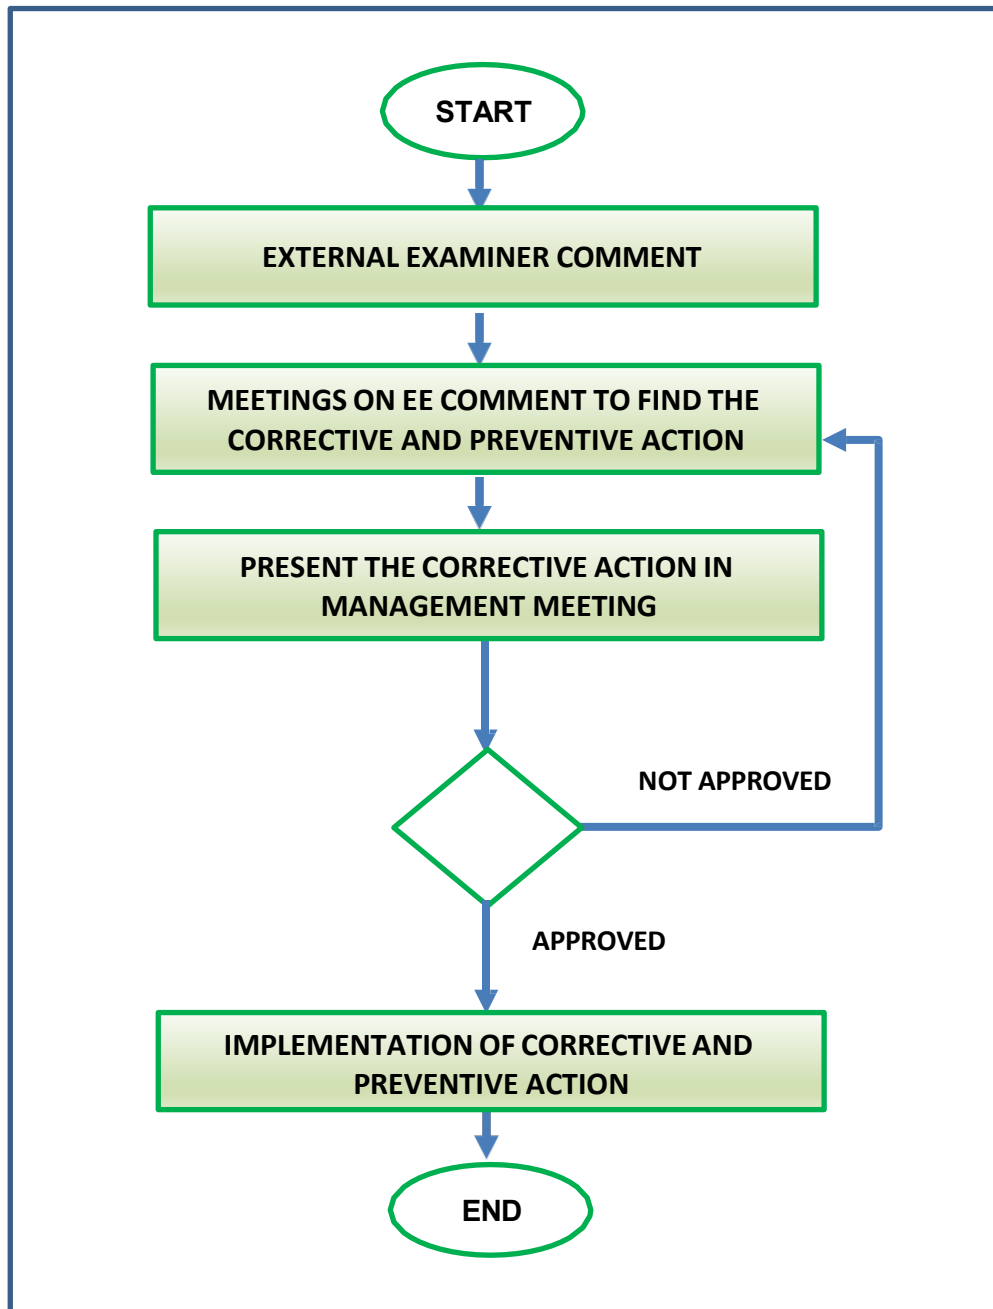 START
EXTERNAL EXAMINER COMMENT
MEETINGS ON EE COMMENT TO FIND THE
CORRECTIVE AND PREVENTIVE ACTION
PRESENT THE CORRECTIVE ACTION IN
MANAGEMENT MEETING
NOT APPROVED
APPROVED
IMPLEMENTATION OF CORRECTIVE AND
PREVENTIVE ACTION
END